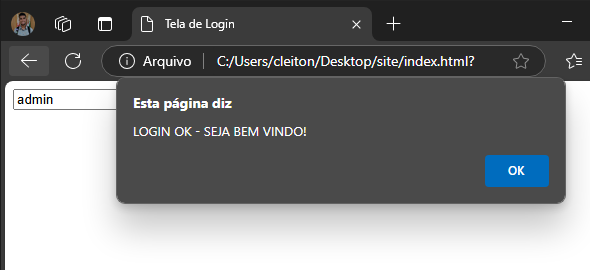 Tela de Login
Arquivo
C:/Users/cleiton/Desktop/site/index.html?
admin
Esta página diz
LOGIN OK - SEJA BEM VINDO!
OK